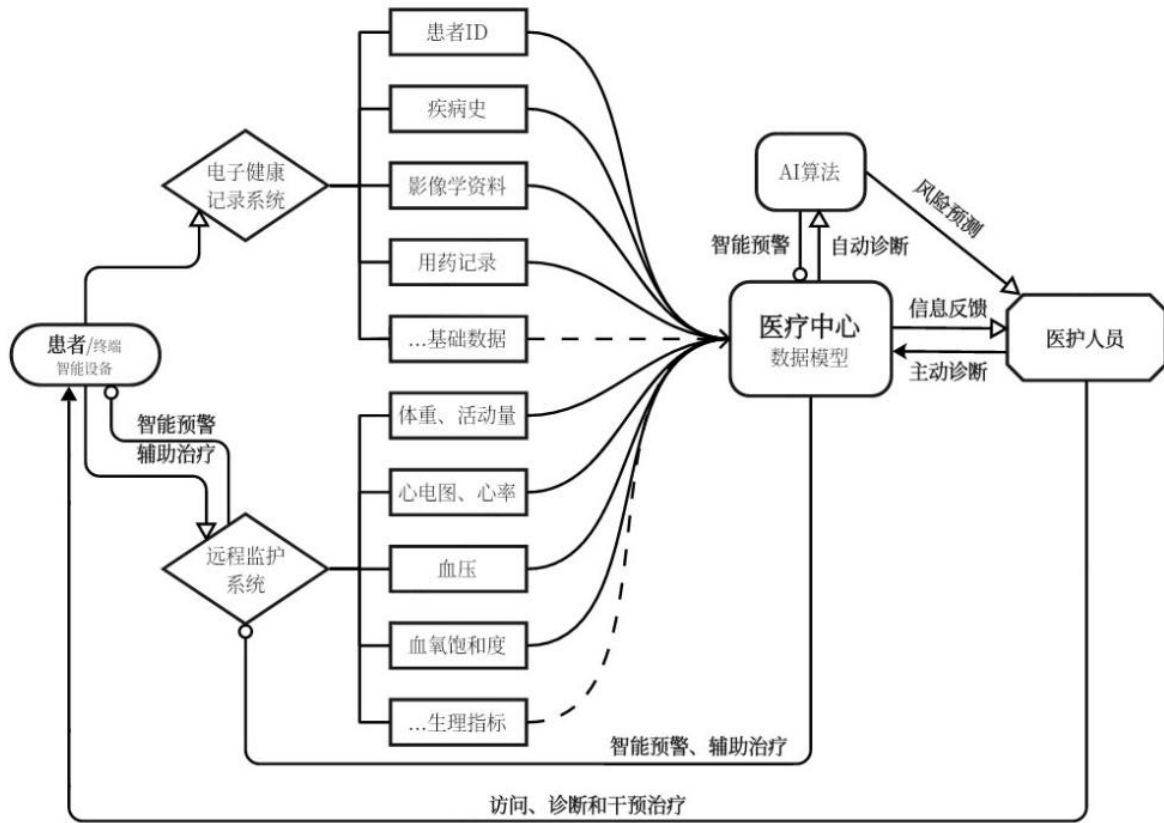 患者ID
疾病史
影像学资料
用药记录
...基础数据
电子健康
记录系统
患者/终端
智能设备
智能预警
辅助治疗
远程监护
系统
体重、活动量
心电图、心率
血压
血氧饱和度
...生理指标
AI算法
智能预警
自动诊断
风险预测
医疗中心
数据模型
信息反馈
主动诊断
医护人员
智能预警、辅助治疗
访问、诊断和干预治疗